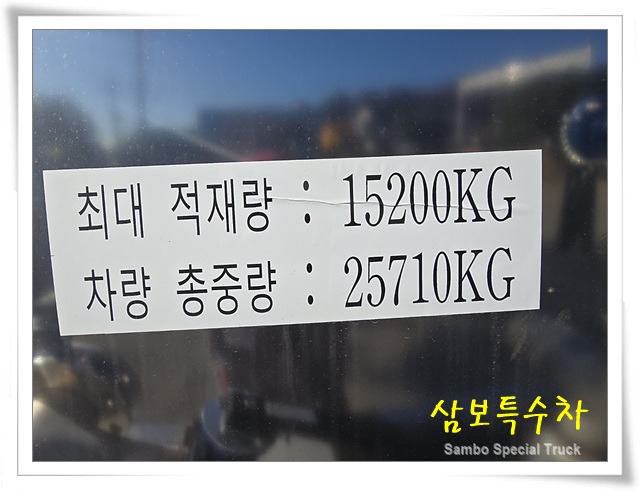 최대 적재량 : 15200KG
차량 총중량 : 25710KG
삼보특수차
Sambo Special Truck